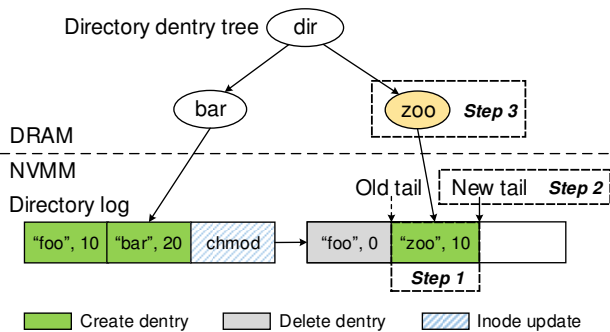 Directory dentry tree
dir
bar
zoo
Step 3
DRAM
NVMM
Old tail
New tail Step 2
Directory log
“foo”, 10 “bar”, 20 chmod “foo”, 0 “zoo”, 10
Step 1
Create dentry Delete dentry Inode update